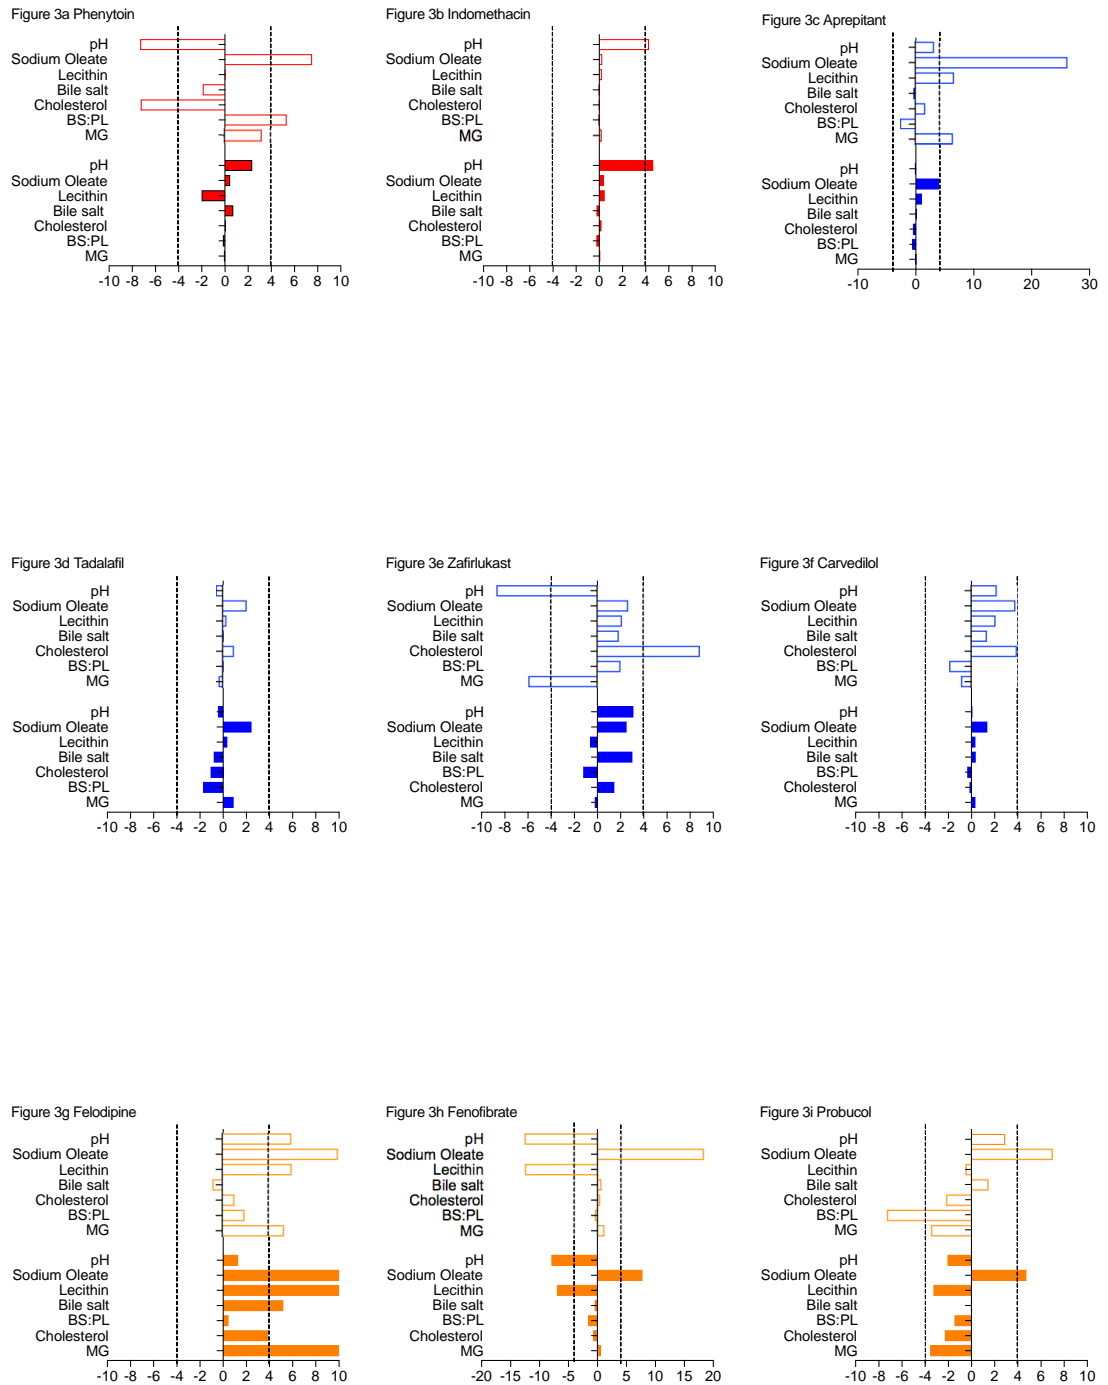 Figure 3a Phenytoin
pH
Sodium Oleate
Lecithin
Bile salt
Cholesterol
BS:PL
MG
pH
Sodium Oleate
Lecithin
Bile salt
Cholesterol
BS:PL
MG
-10 -8 -6 -4 -2 0 2 4 6 8 10
Figure 3b Indomethacin
pH
Sodium Oleate
Lecithin
Bile salt
Cholesterol
BS:PL
MG
pH
Sodium Oleate
Lecithin
Bile salt
Cholesterol
BS:PL
MG
-10 -8 -6 -4 -2 0 2 4 6 8 10
Figure 3c Aprepitant
pH
Sodium Oleate
Lecithin
Bile salt
Cholesterol
BS:PL
MG
pH
Sodium Oleate
Lecithin
Bile salt
Cholesterol
BS:PL
MG
-10 0 10 20 30
Figure 3d Tadalafil
pH
Sodium Oleate
Lecithin
Bile salt
Cholesterol
BS:PL
MG
pH
Sodium Oleate
Lecithin
Bile salt
Cholesterol
BS:PL
MG
-10 -8 -6 -4 -2 0 2 4 6 8 10
Figure 3e Zafirlukast
pH
Sodium Oleate
Lecithin
Bile salt
Cholesterol
BS:PL
MG
pH
Sodium Oleate
Lecithin
Bile salt
BS:PL
Cholesterol
MG
-10 -8 -6 -4 -2 0 2 4 6 8 10
Figure 3f Carvedilol
pH
Sodium Oleate
Lecithin
Bile salt
Cholesterol
BS:PL
MG
pH
Sodium Oleate
Lecithin
Bile salt
BS:PL
Cholesterol
MG
-10 -8 -6 -4 -2 0 2 4 6 8 10
Figure 3g Felodipine
pH
Sodium Oleate
Lecithin
Bile salt
Cholesterol
BS:PL
MG
pH
Sodium Oleate
Lecithin
Bile salt
BS:PL
Cholesterol
MG
-10 -8 -6 -4 -2 0 2 4 6 8 10
Figure 3h Fenofibrate
pH
Sodium Oleate
Lecithin
Bile salt
Cholesterol
BS:PL
MG
pH
Sodium Oleate
Lecithin
Bile salt
BS:PL
Cholesterol
MG
-20 -15 -10 -5 0 5 10 15 20
Figure 3i Probucol
pH
Sodium Oleate
Lecithin
Bile salt
Cholesterol
BS:PL
MG
pH
Sodium Oleate
Lecithin
Bile salt
BS:PL
Cholesterol
MG
-10 -8 -6 -4 -2 0 2 4 6 8 10